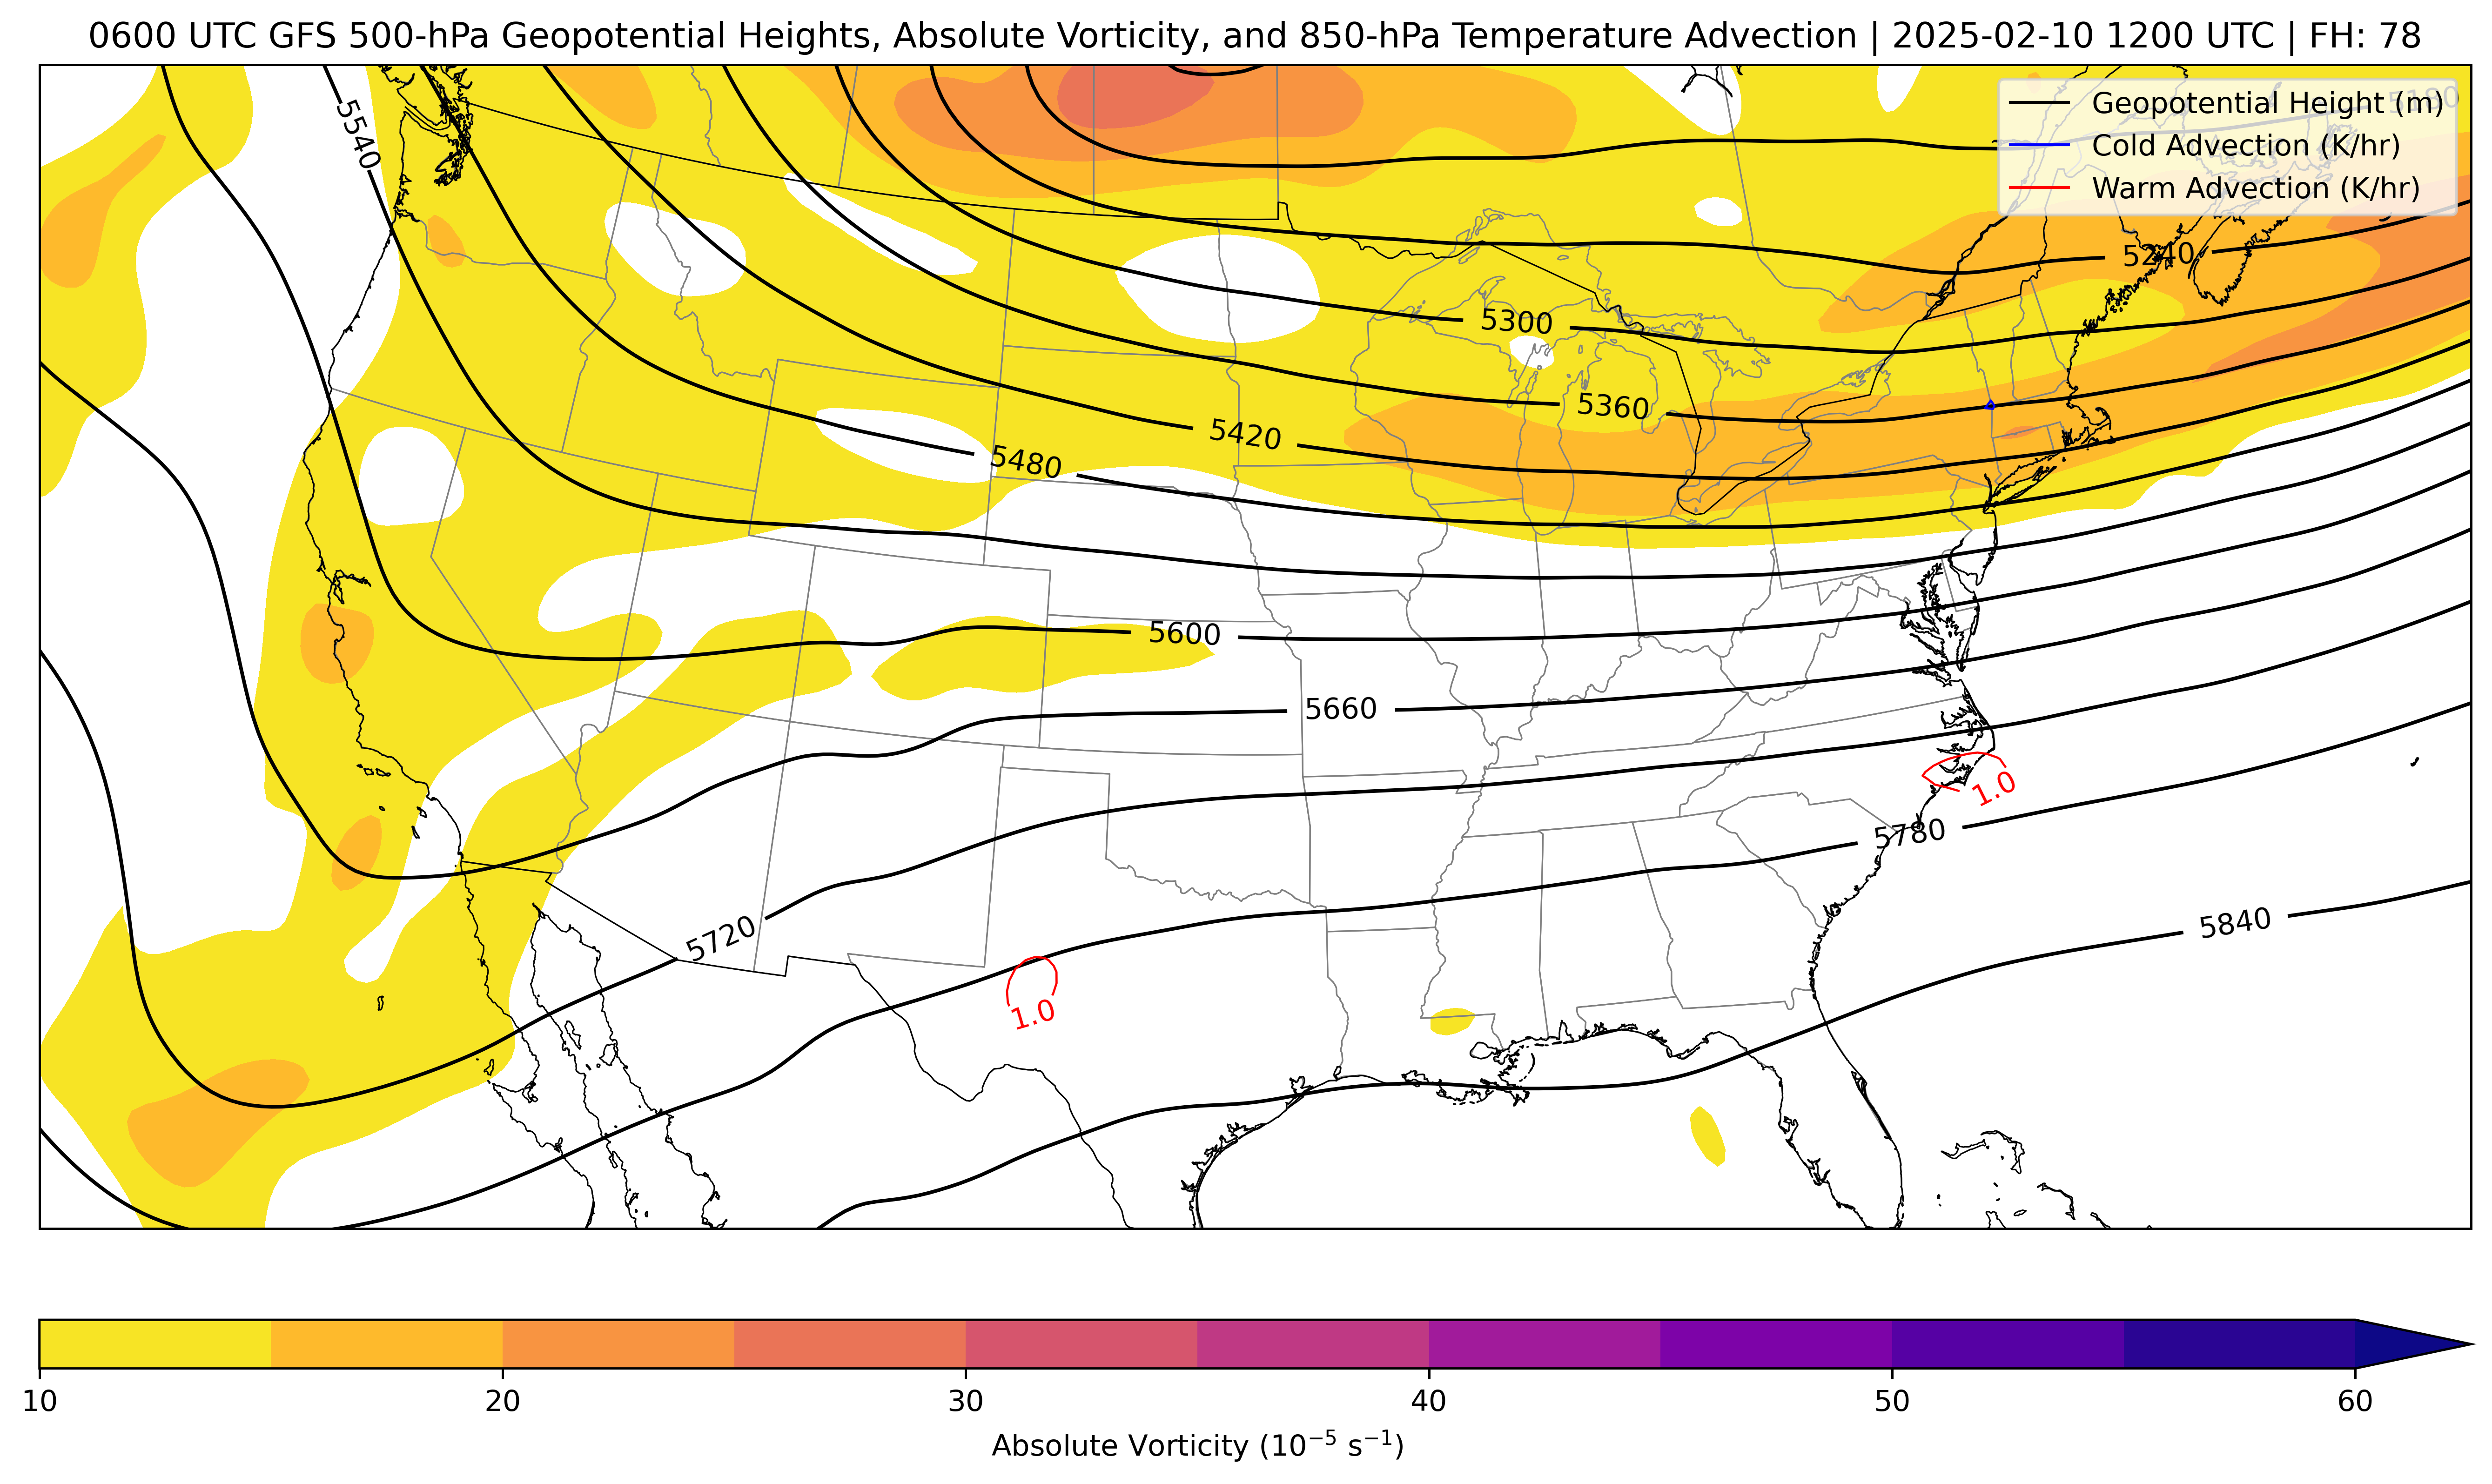 0600 UTC GFS 500-hPa Geopotential Heights, Absolute Vorticity, and 850-hPa Temperature Advection | 2025-02-10 1200 UTC | FH: 78
Geopotential Height (m)
Cold Advection (K/hr)
Warm Advection (K/hr)
5180
5540
5240
5300
5360
5420
5480
5600
5660
1.0
5780
5720
5840
1.0
10 20 30 40 50 60
Absolute Vorticity (10⁻⁵ s⁻¹)